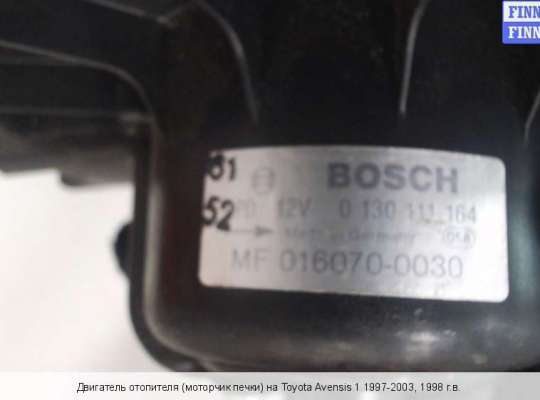 FINN
FINN
61
BOSCH
52 12V 0 130 111 164
Made in Germany
MF 016070-0030
Двигатель отопителя (моторчик печки) на Toyota Avensis 1 1997-2003, 1998 г.в.